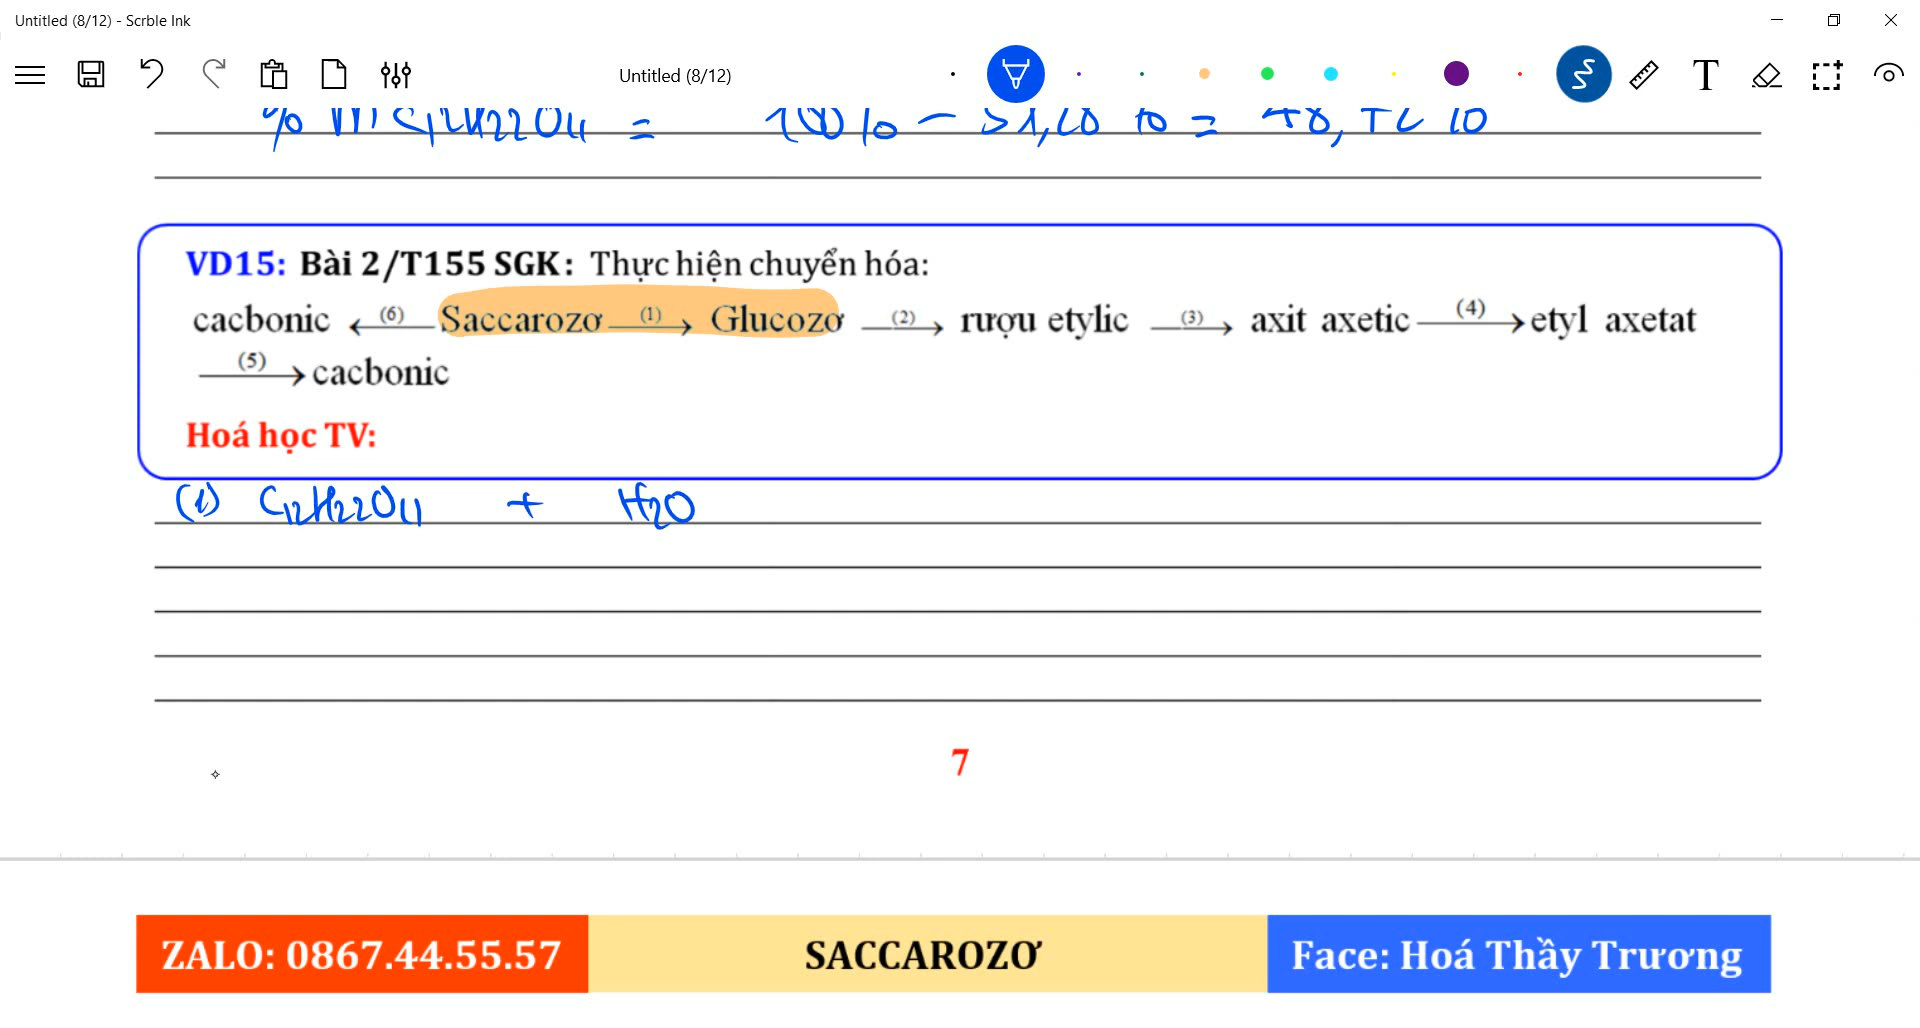 Untitled (8/12) - Scrble Ink
Untitled (8/12)
T
VD15: Bài 2/T155 SGK: Thực hiện chuyển hóa:
cacbonic ⟵(6) Saccarozơ (1)⟶ Glucozơ (2)⟶ rượu etylic (3)⟶ axit axetic (4)⟶ etyl axetat
(5)⟶ cacbonic
Hoá học TV:
(1) C12H22O11 + H2O
7
ZALO: 0867.44.55.57 SACCAROZƠ Face: Hoá Thầy Trương